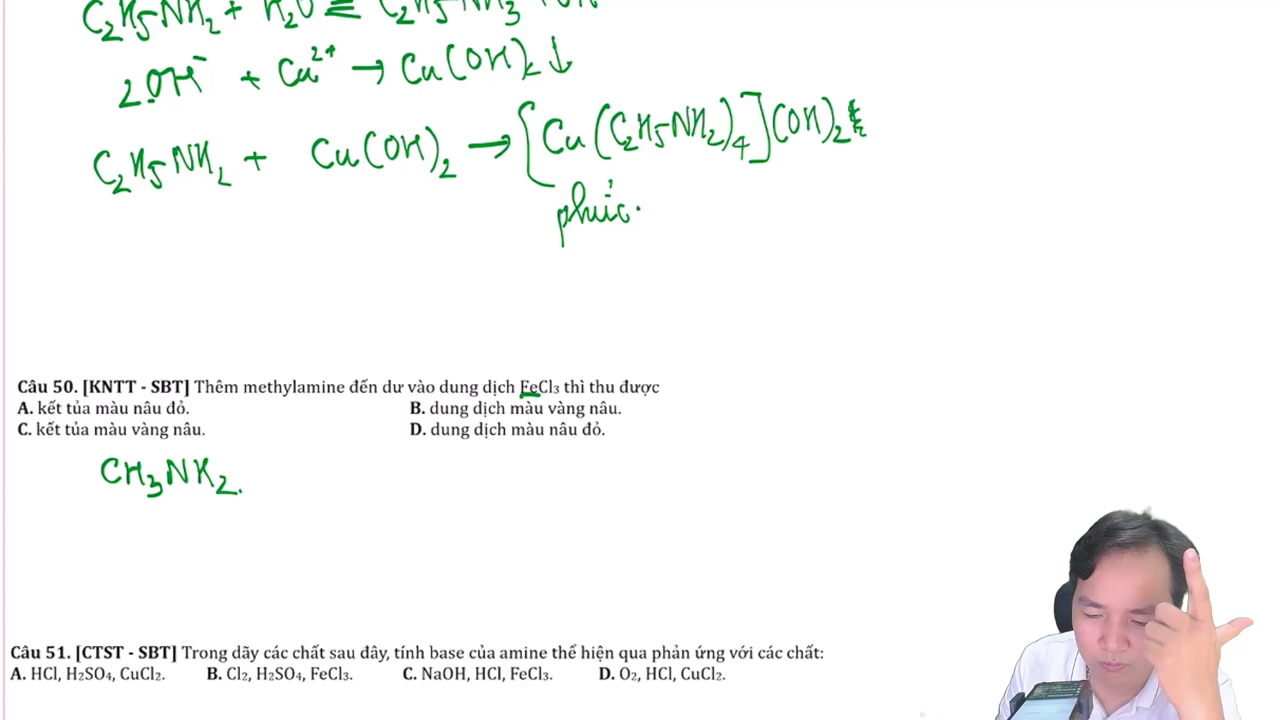 C₂H₅NH₂ + H₂O ⇌ C₂H₅NH₃
2.OH⁻ + Cu²⁺ → Cu(OH)₂ ↓
C₂H₅NH₂ + Cu(OH)₂ → [Cu(C₂H₅NH₂)₄](OH)₂
phức.
Câu 50. [KNTT - SBT] Thêm methylamine đến dư vào dung dịch FeCl₃ thì thu được
A. kết tủa màu nâu đỏ. B. dung dịch màu vàng nâu.
C. kết tủa màu vàng nâu. D. dung dịch màu nâu đỏ.
CH₃NH₂.
Câu 51. [CTST - SBT] Trong dãy các chất sau đây, tính base của amine thể hiện qua phản ứng với các chất:
A. HCl, H₂SO₄, CuCl₂. B. Cl₂, H₂SO₄, FeCl₃. C. NaOH, HCl, FeCl₃. D. O₂, HCl, CuCl₂.